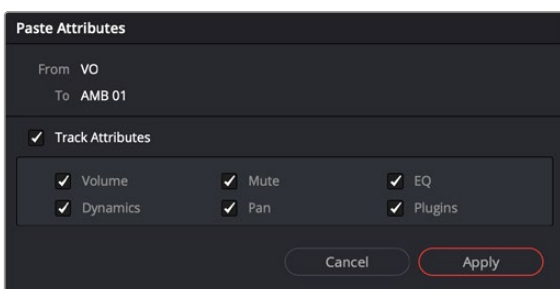 Paste Attributes
From VO
To AMB 01
Track Attributes
Volume Mute EQ
Dynamics Pan Plugins
Cancel Apply